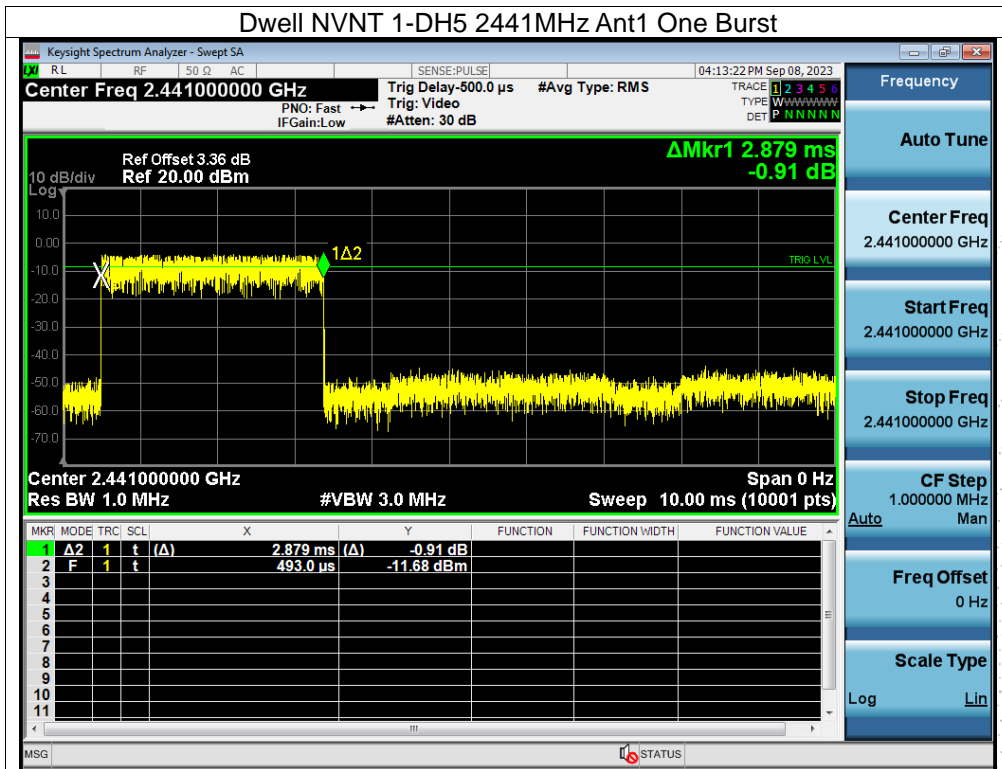 Dwell NVNT 1-DH5 2441MHz Ant1 One Burst
Keysight Spectrum Analyzer - Swept SA
LXI RL RF 50 Ω AC SENSE:PULSE 04:13:22 PM Sep 08, 2023
Center Freq 2.441000000 GHz
PNO: Fast
IFGain:Low
Trig Delay-500.0 µs
Trig: Video
#Atten: 30 dB
#Avg Type: RMS
TRACE 1 2 3 4 5 6
TYPE WWWWWW
DET P N N N N N
Frequency
Auto Tune
Center Freq
2.441000000 GHz
Start Freq
2.441000000 GHz
Stop Freq
2.441000000 GHz
CF Step
1.000000 MHz
Auto Man
Freq Offset
0 Hz
Scale Type
Log Lin
ΔMkr1 2.879 ms
-0.91 dB
Ref Offset 3.36 dB
10 dB/div Ref 20.00 dBm
Log
10.0
0.00
-10.0
-20.0
-30.0
-40.0
-50.0
-60.0
-70.0
1Δ2
TRIG LVL
Center 2.441000000 GHz Span 0 Hz
Res BW 1.0 MHz #VBW 3.0 MHz Sweep 10.00 ms (10001 pts)
MKR MODE TRC SCL X Y FUNCTION FUNCTION WIDTH FUNCTION VALUE
1 Δ2 1 t (Δ) 2.879 ms (Δ) -0.91 dB
2 F 1 t 493.0 µs -11.68 dBm
3
4
5
6
7
8
9
10
11
MSG STATUS